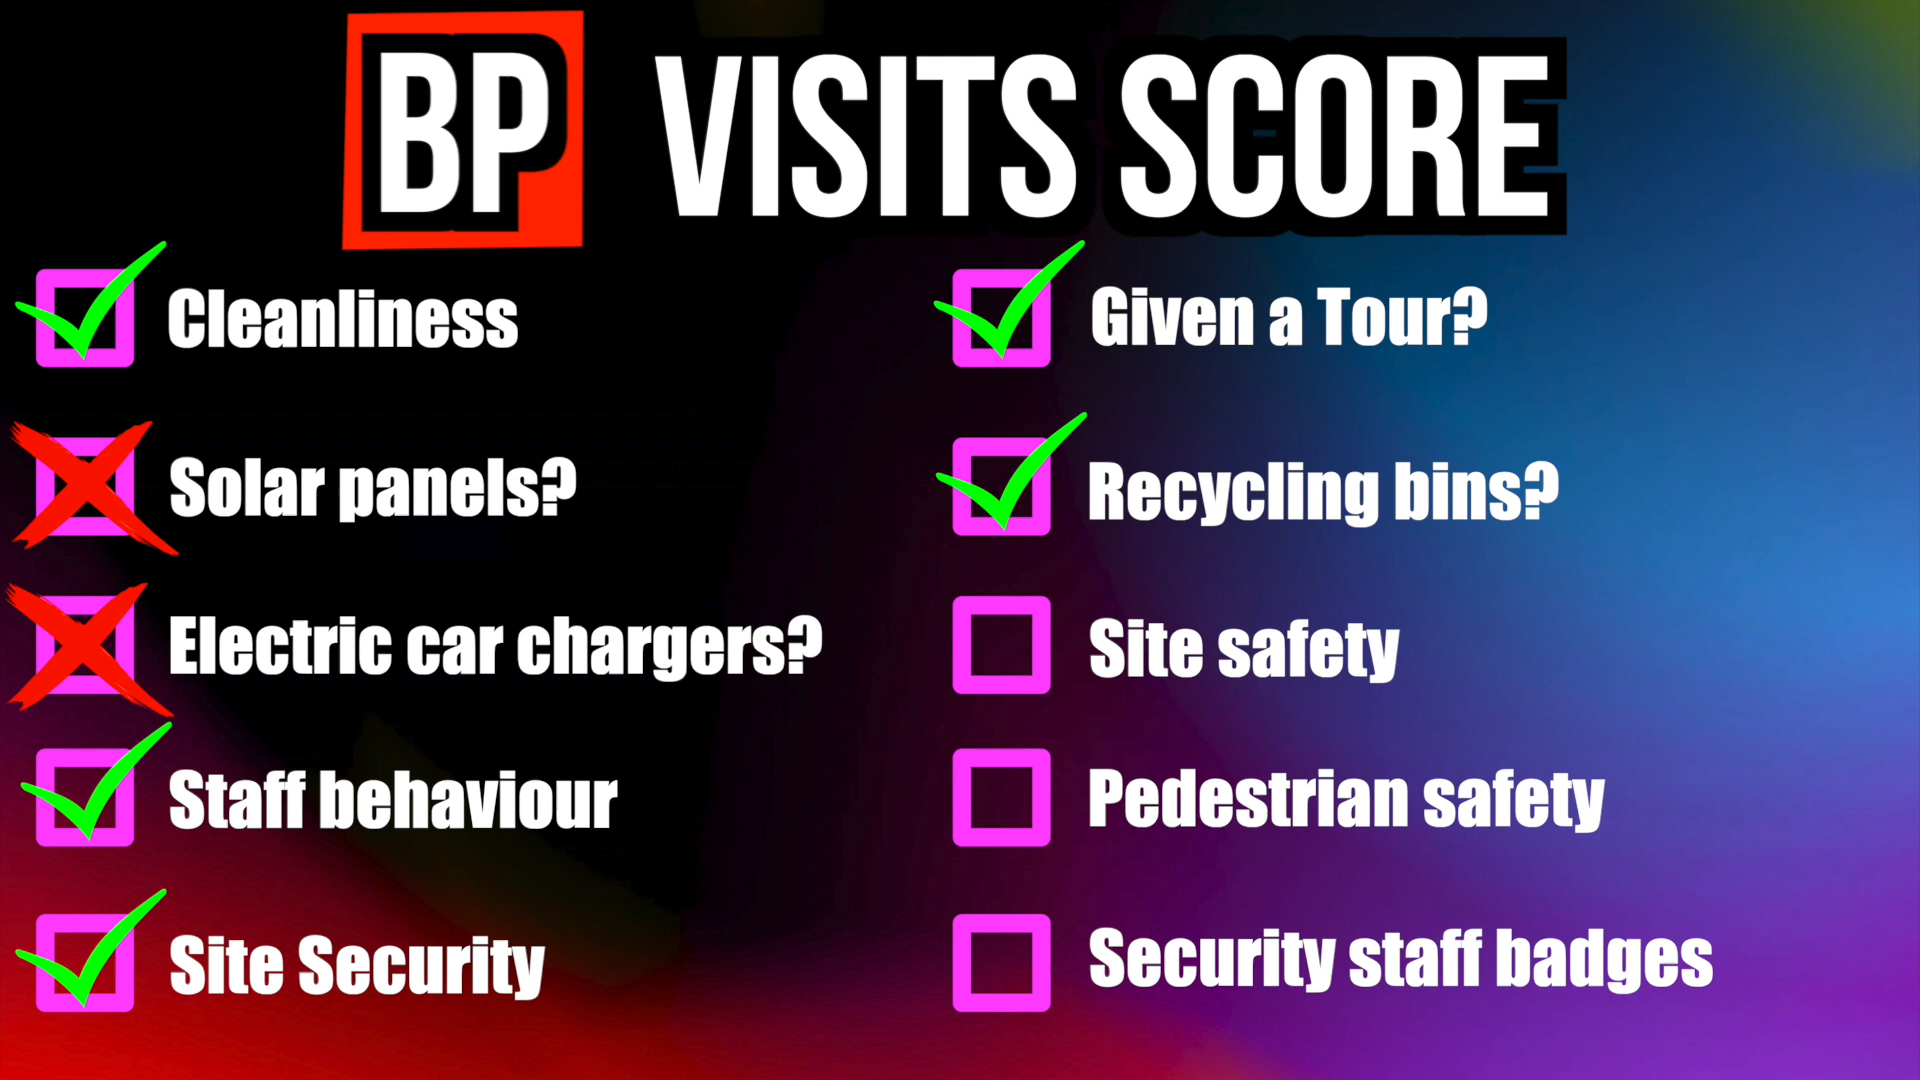 BP VISITS SCORE
Cleanliness
Solar panels?
Electric car chargers?
Staff behaviour
Site Security
Given a Tour?
Recycling bins?
Site safety
Pedestrian safety
Security staff badges